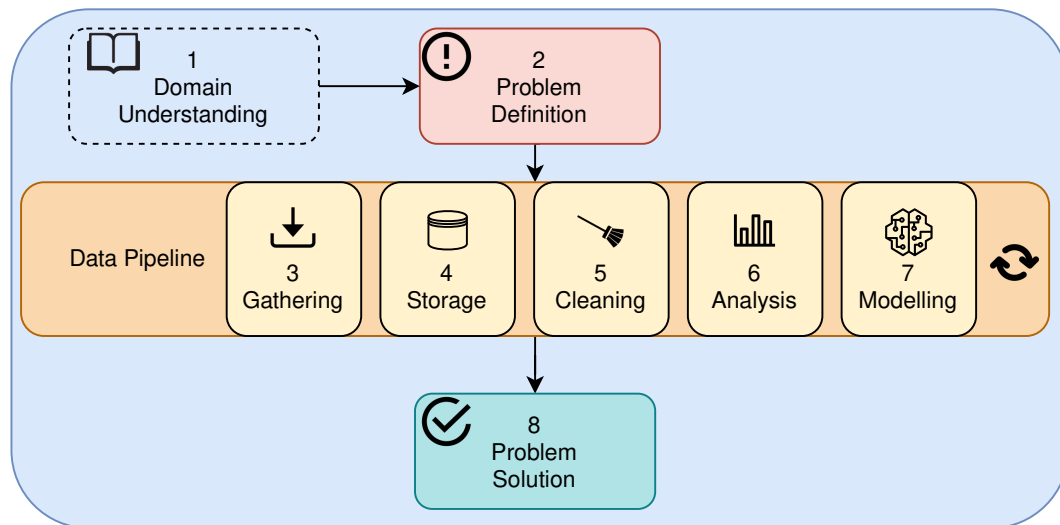 1
Domain
Understanding
2
Problem
Definition
Data Pipeline
3
Gathering
4
Storage
5
Cleaning
6
Analysis
7
Modelling
8
Problem
Solution